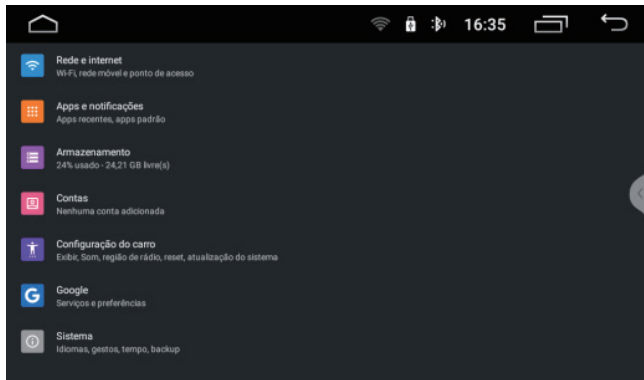 16:35
Rede e internet
Wi-Fi, rede móvel e ponto de acesso
Apps e notificações
Apps recentes, apps padrão
Armazenamento
24% usado - 24,21 GB livre(s)
Contas
Nenhuma conta adicionada
Configuração do carro
Exibir, Som, região de rádio, reset, atualização do sistema
Google
Serviços e preferências
Sistema
Idiomas, gestos, tempo, backup